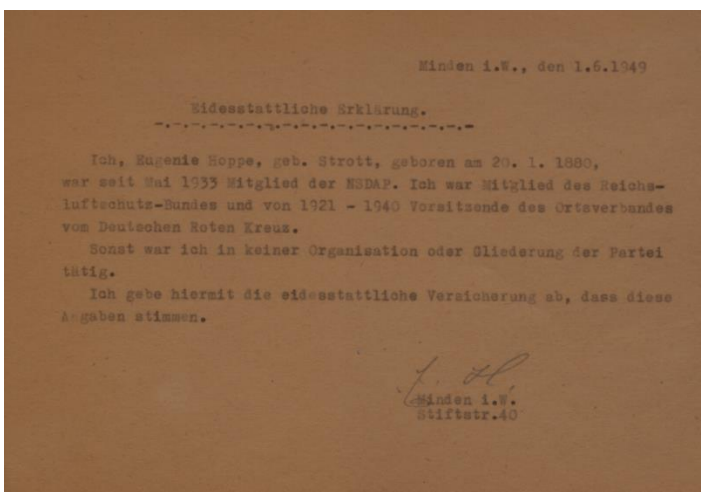 Minden i.W., den 1.6.1949
Eidesstattliche Erklärung.
Ich, Eugenie Hoppe, geb. Strott, geboren am 20. 1. 1880,
war seit Mai 1933 Mitglied der NSDAP. Ich war Mitglied des Reichs-
luftschutz-Bundes und von 1921 - 1940 Vorsitzende des Ortsverbandes
vom Deutschen Roten Kreuz.
Sonst war ich in keiner Organisation oder Gliederung der Partei
tätig.
Ich gebe hiermit die eidesstattliche Versicherung ab, dass diese
Angaben stimmen.
Minden i.W.
Stiftstr.40